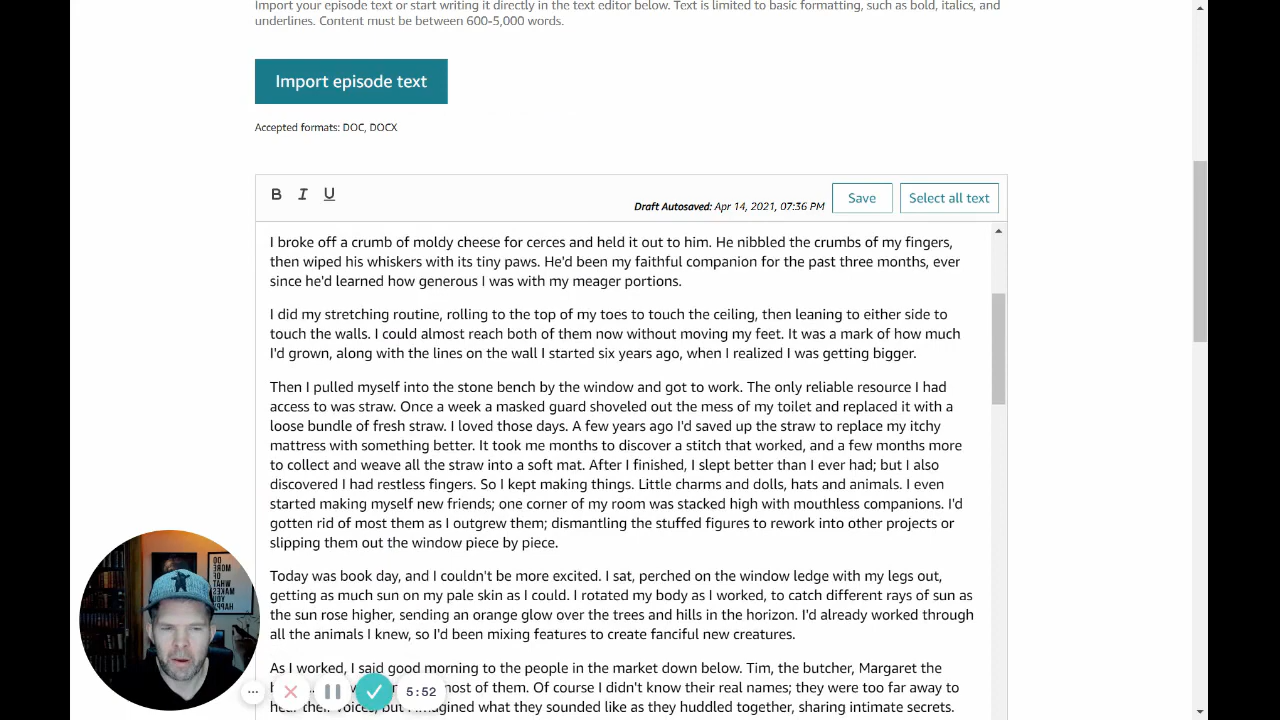 Import your episode text or start writing it directly in the text editor below. Text is limited to basic formatting, such as bold, italics, and
underlines. Content must be between 600-5,000 words.
Import episode text
Accepted formats: DOC, DOCX
B I U
Draft Autosaved: Apr 14, 2021, 07:36 PM
Save
Select all text
I broke off a crumb of moldy cheese for cerces and held it out to him. He nibbled the crumbs of my fingers,
then wiped his whiskers with its tiny paws. He'd been my faithful companion for the past three months, ever
since he'd learned how generous I was with my meager portions.
I did my stretching routine, rolling to the top of my toes to touch the ceiling, then leaning to either side to
touch the walls. I could almost reach both of them now without moving my feet. It was a mark of how much
I'd grown, along with the lines on the wall I started six years ago, when I realized I was getting bigger.
Then I pulled myself into the stone bench by the window and got to work. The only reliable resource I had
access to was straw. Once a week a masked guard shoveled out the mess of my toilet and replaced it with a
loose bundle of fresh straw. I loved those days. A few years ago I'd saved up the straw to replace my itchy
mattress with something better. It took me months to discover a stitch that worked, and a few months more
to collect and weave all the straw into a soft mat. After I finished, I slept better than I ever had; but I also
discovered I had restless fingers. So I kept making things. Little charms and dolls, hats and animals. I even
started making myself new friends; one corner of my room was stacked high with mouthless companions. I'd
gotten rid of most them as I outgrew them; dismantling the stuffed figures to rework into other projects or
slipping them out the window piece by piece.
Today was book day, and I couldn't be more excited. I sat, perched on the window ledge with my legs out,
getting as much sun on my pale skin as I could. I rotated my body as I worked, to catch different rays of sun as
the sun rose higher, sending an orange glow over the trees and hills in the horizon. I'd already worked through
all the animals I knew, so I'd been mixing features to create fanciful new creatures.
As I worked, I said good morning to the people in the market down below. Tim, the butcher, Margaret the
most of them. Of course I didn't know their real names; they were too far away to
hear their voices, but I imagined what they sounded like as they huddled together, sharing intimate secrets.
DO
MORE
OF
WHAT
MAKES
YOU
HAPPY
5:52